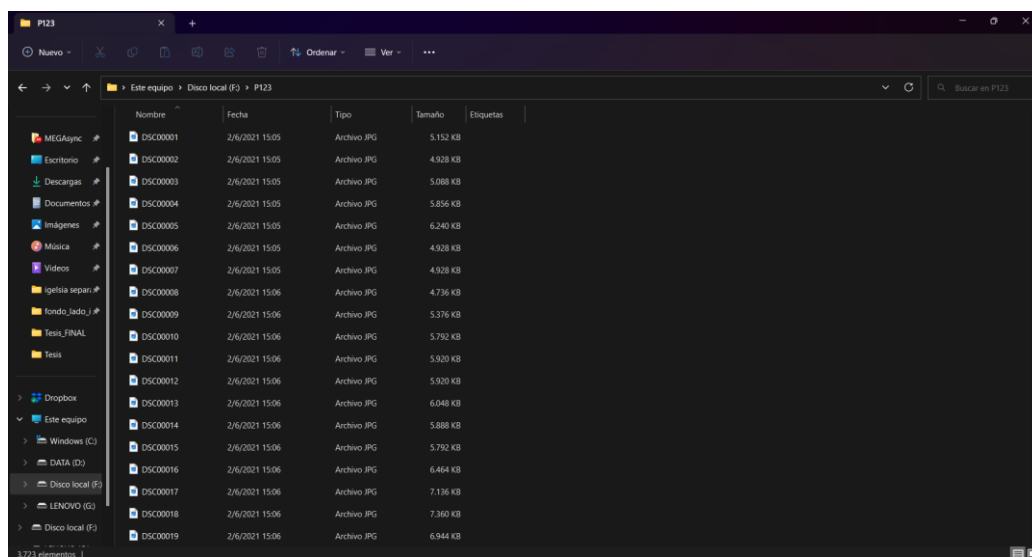 P123
Nuevo
Ordenar
Ver
Este equipo > Disco local (F:) > P123
Buscar en P123
Nombre Fecha Tipo Tamaño Etiquetas
MEGAsync
Escritorio
Descargas
Documentos
Imágenes
Música
Videos
igelsia separ
fondo_lado_i
Tesis_FINAL
Tesis
Dropbox
Este equipo
Windows (C:)
DATA (D:)
Disco local (F:)
LENOVO (G:)
Disco local (F:)
DSC00001 2/6/2021 15:05 Archivo JPG 5.152 KB
DSC00002 2/6/2021 15:05 Archivo JPG 4.928 KB
DSC00003 2/6/2021 15:05 Archivo JPG 5.088 KB
DSC00004 2/6/2021 15:05 Archivo JPG 5.856 KB
DSC00005 2/6/2021 15:05 Archivo JPG 6.240 KB
DSC00006 2/6/2021 15:05 Archivo JPG 4.928 KB
DSC00007 2/6/2021 15:05 Archivo JPG 4.928 KB
DSC00008 2/6/2021 15:06 Archivo JPG 4.736 KB
DSC00009 2/6/2021 15:06 Archivo JPG 5.376 KB
DSC00010 2/6/2021 15:06 Archivo JPG 5.792 KB
DSC00011 2/6/2021 15:06 Archivo JPG 5.920 KB
DSC00012 2/6/2021 15:06 Archivo JPG 5.920 KB
DSC00013 2/6/2021 15:06 Archivo JPG 6.048 KB
DSC00014 2/6/2021 15:06 Archivo JPG 5.888 KB
DSC00015 2/6/2021 15:06 Archivo JPG 5.792 KB
DSC00016 2/6/2021 15:06 Archivo JPG 6.464 KB
DSC00017 2/6/2021 15:06 Archivo JPG 7.136 KB
DSC00018 2/6/2021 15:06 Archivo JPG 7.360 KB
DSC00019 2/6/2021 15:06 Archivo JPG 6.944 KB
3.723 elementos